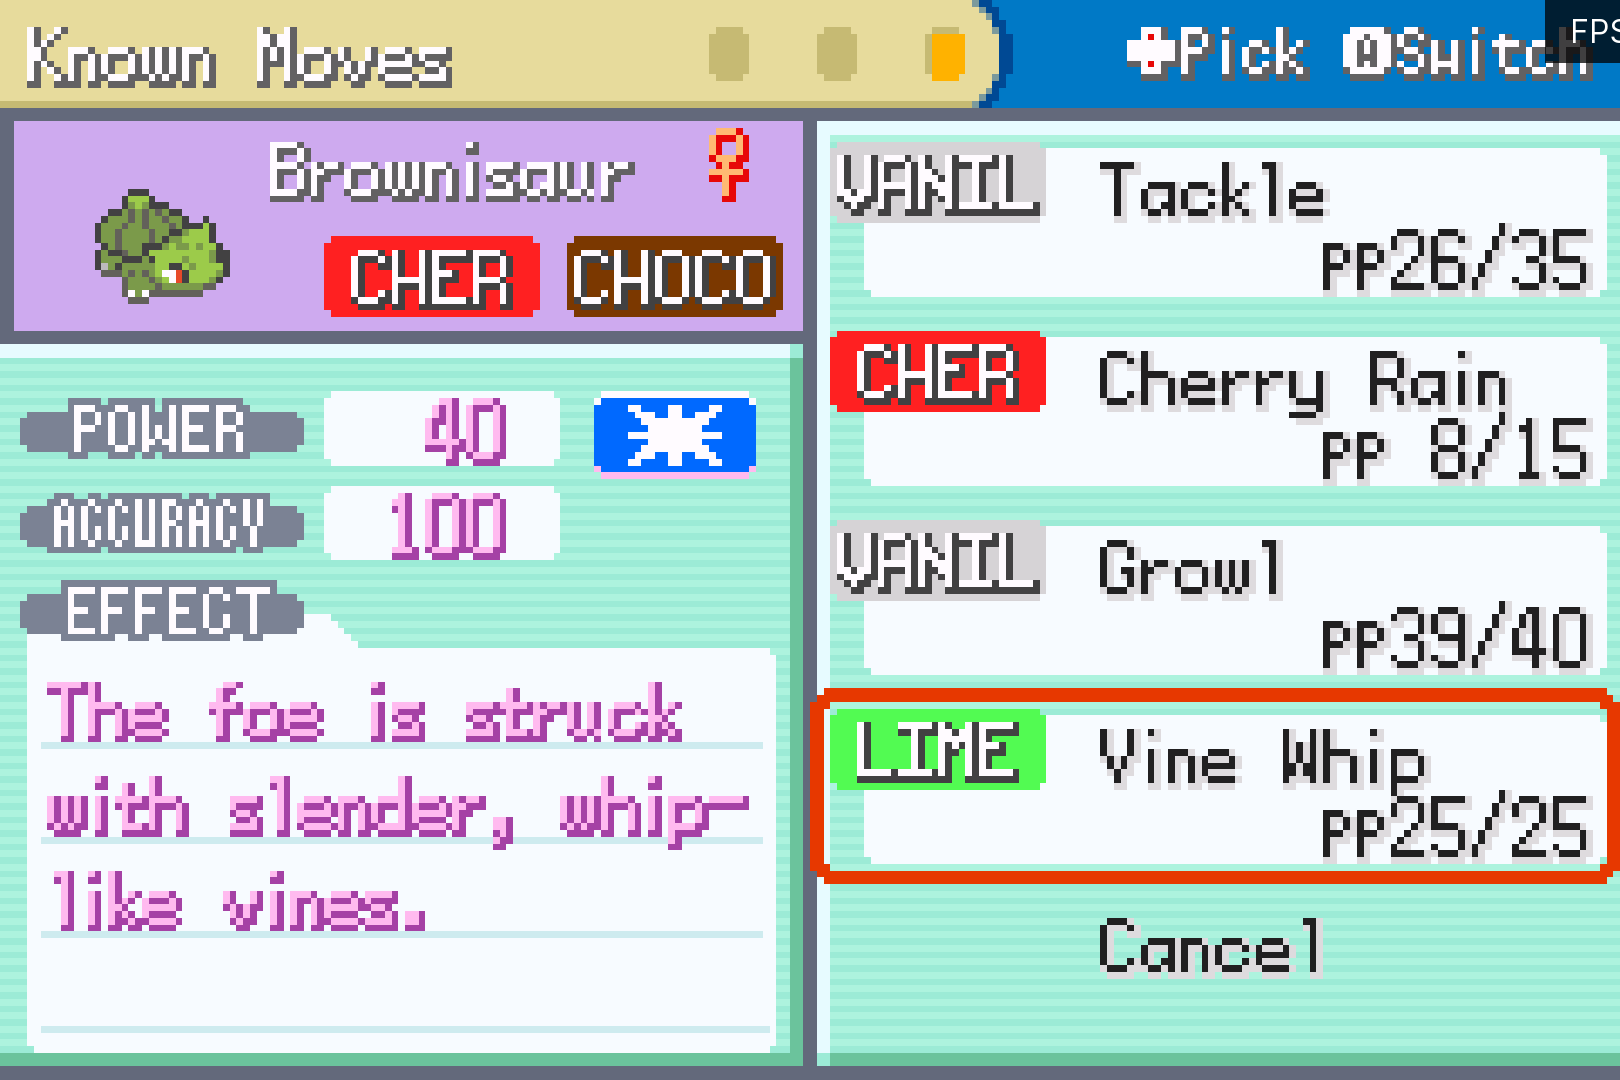 Known Moves
Pick ASwitch
FPS
Brownisaur ♀
CHER CHOCO
POWER 40
ACCURACY 100
EFFECT
The foe is struck
with slender, whip-
like vines.
VANIL Tackle
PP26/35
CHER Cherry Rain
PP 8/15
VANIL Growl
PP39/40
LIME Vine Whip
PP25/25
Cancel